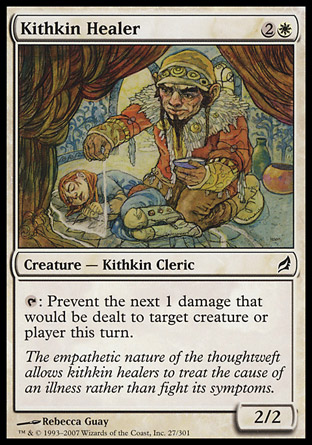 Kithkin Healer 2
Creature — Kithkin Cleric
: Prevent the next 1 damage that
would be dealt to target creature or
player this turn.
The empathetic nature of the thoughtweft
allows kithkin healers to treat the cause of
an illness rather than fight its symptoms.
Rebecca Guay
™ & © 1993–2007 Wizards of the Coast, Inc. 27/301
2/2